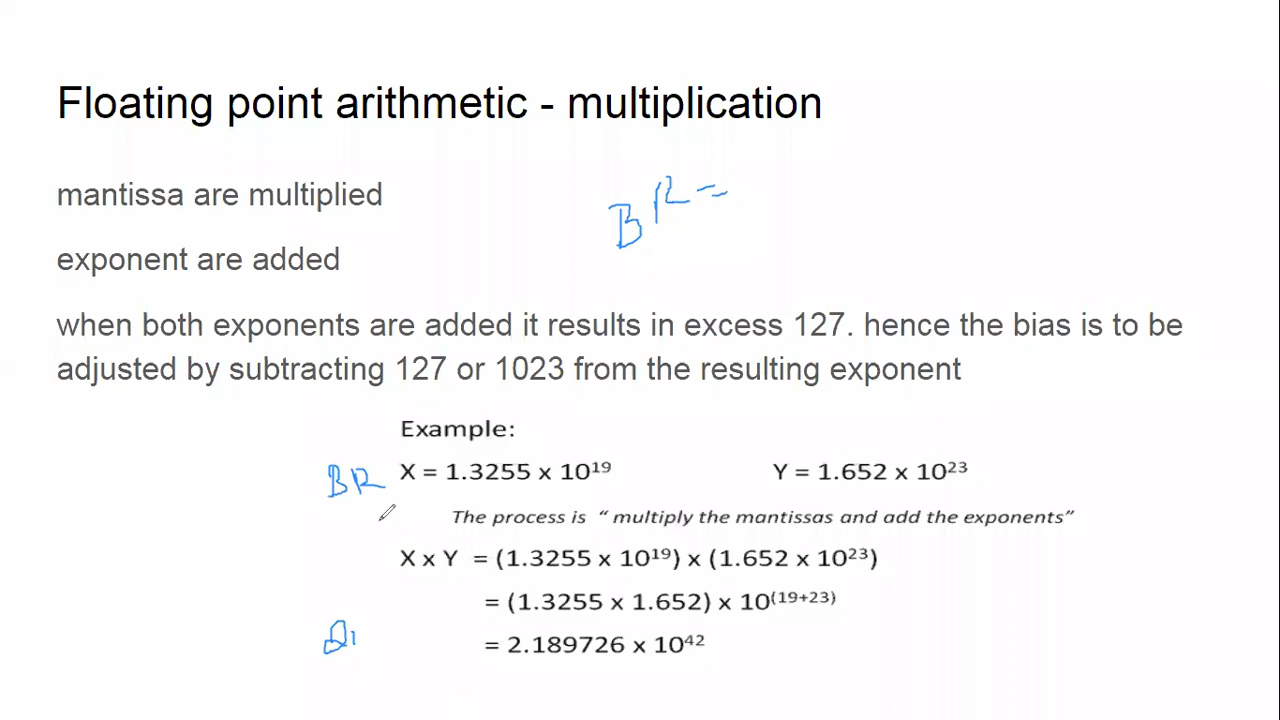 Floating point arithmetic - multiplication
mantissa are multiplied
BR=
exponent are added
when both exponents are added it results in excess 127. hence the bias is to be
adjusted by subtracting 127 or 1023 from the resulting exponent
Example:
BR X = 1.3255 x 10¹⁹ Y = 1.652 x 10²³
The process is “ multiply the mantissas and add the exponents”
X x Y = (1.3255 x 10¹⁹) x (1.652 x 10²³)
= (1.3255 x 1.652) x 10⁽¹⁹⁺²³⁾
= 2.189726 x 10⁴²